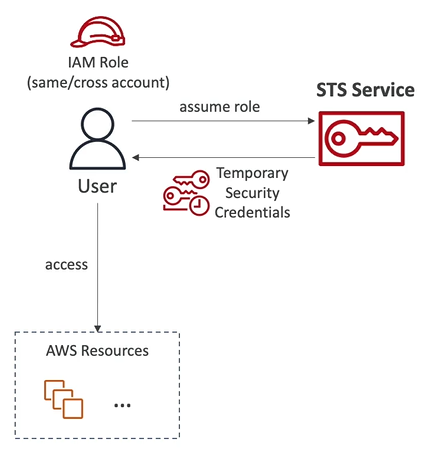 IAM Role
(same/cross account)
STS Service
assume role
User
Temporary
Security
Credentials
access
AWS Resources
...